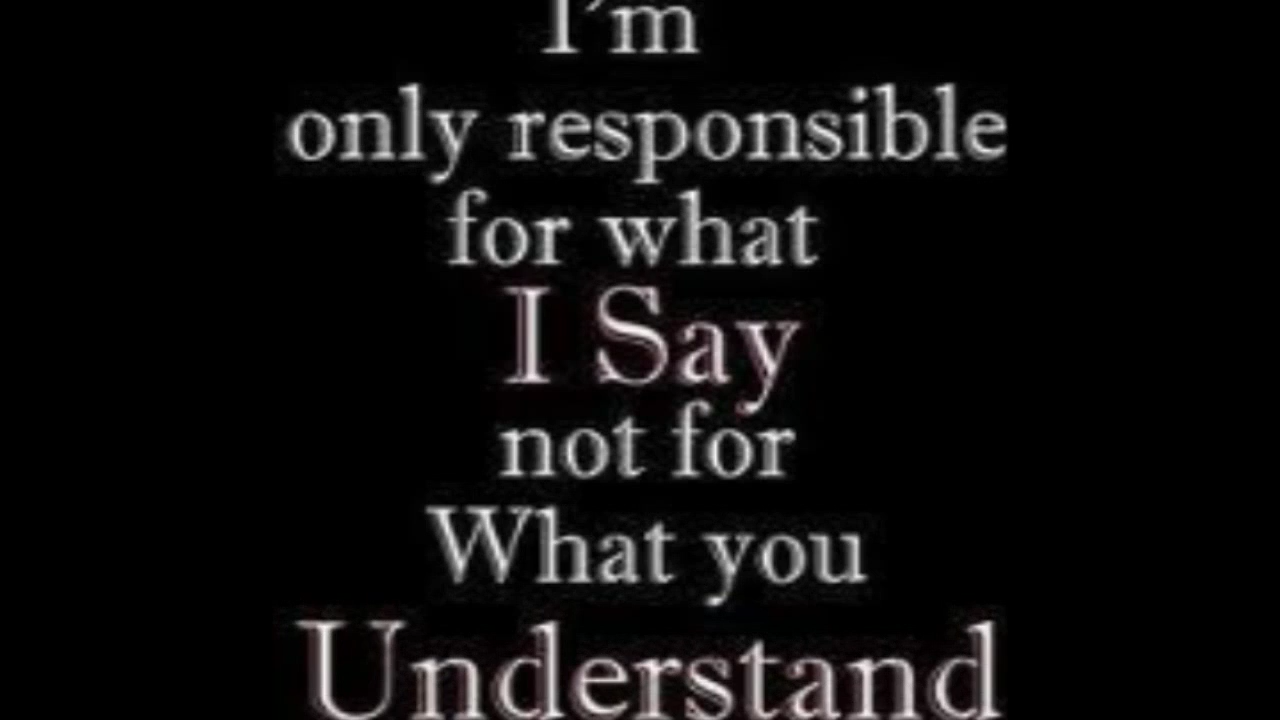 I'm
only responsible
for what
I Say
not for
What you
Understand